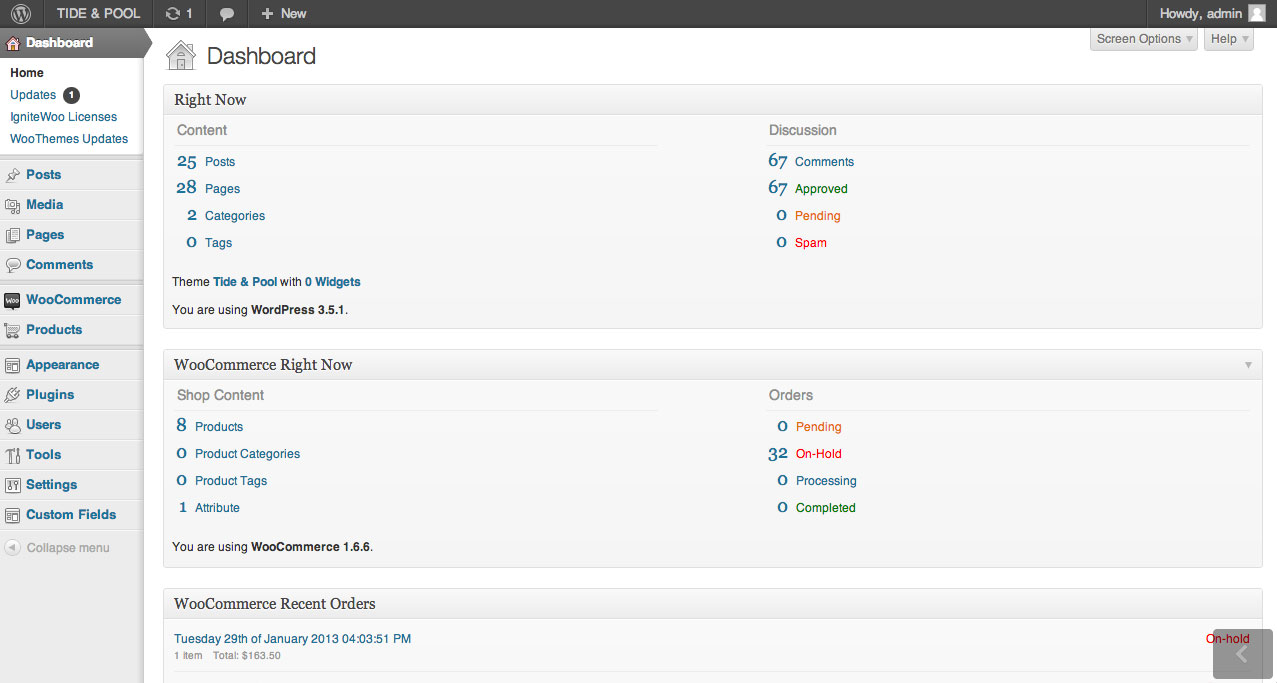 TIDE & POOL 1 + New Howdy, admin
Dashboard
Home
Updates 1
IgniteWoo Licenses
WooThemes Updates
Posts
Media
Pages
Comments
Woo WooCommerce
Products
Appearance
Plugins
Users
Tools
Settings
Custom Fields
Collapse menu
Screen Options Help
Dashboard
Right Now
Content
25 Posts
28 Pages
2 Categories
0 Tags
Discussion
67 Comments
67 Approved
0 Pending
0 Spam
Theme Tide & Pool with 0 Widgets
You are using WordPress 3.5.1.
WooCommerce Right Now
Shop Content
8 Products
0 Product Categories
0 Product Tags
1 Attribute
Orders
0 Pending
32 On-Hold
0 Processing
0 Completed
You are using WooCommerce 1.6.6.
WooCommerce Recent Orders
Tuesday 29th of January 2013 04:03:51 PM On-hold
1 item Total: $163.50